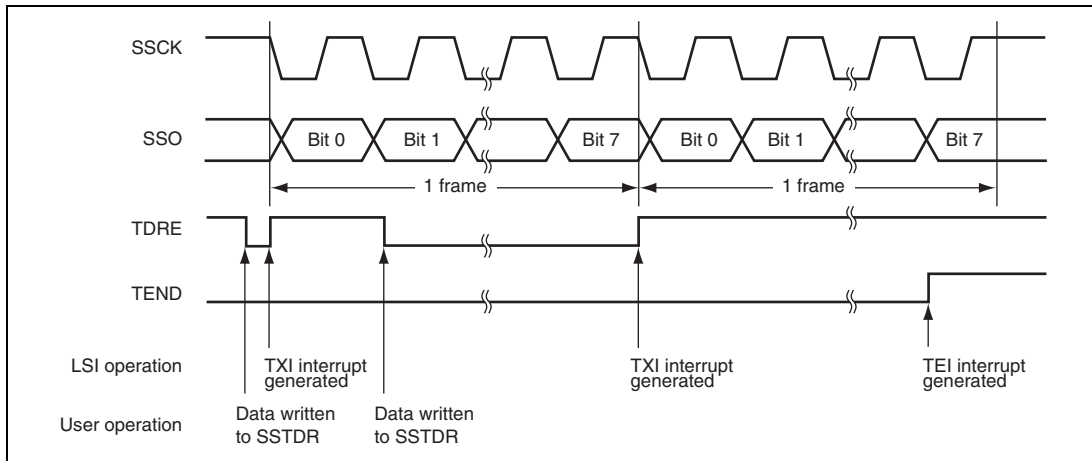 SSCK
SSO
Bit 0
Bit 1
Bit 7
Bit 0
Bit 1
Bit 7
1 frame
1 frame
TDRE
TEND
LSI operation
TXI interrupt
generated
TXI interrupt
generated
TEI interrupt
generated
User operation
Data written
to SSTDR
Data written
to SSTDR